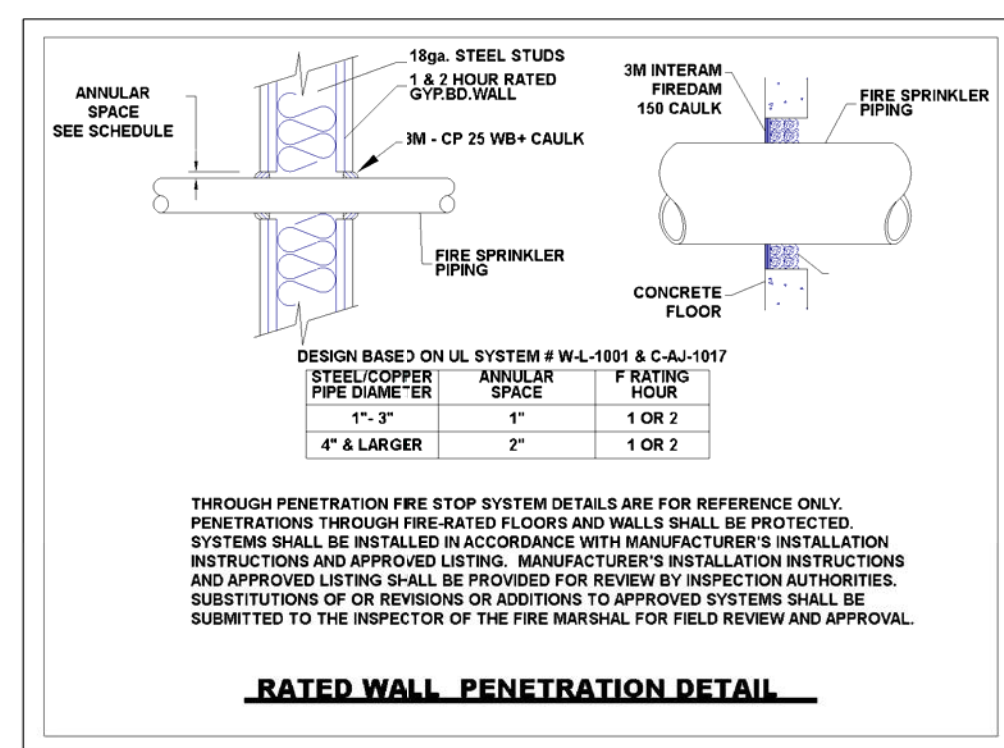 ANNULAR
SPACE
SEE SCHEDULE
18ga. STEEL STUDS
1 & 2 HOUR RATED
GYP.BD.WALL
3M - CP 25 WB+ CAULK
FIRE SPRINKLER
PIPING
3M INTERAM
FIREDAM
150 CAULK
FIRE SPRINKLER
PIPING
CONCRETE
FLOOR
DESIGN BASED ON UL SYSTEM # W-L-1001 & C-AJ-1017
STEEL/COPPER
PIPE DIAMETER
ANNULAR
SPACE
F RATING
HOUR
1"- 3" 1" 1 OR 2
4" & LARGER 2" 1 OR 2
THROUGH PENETRATION FIRE STOP SYSTEM DETAILS ARE FOR REFERENCE ONLY.
PENETRATIONS THROUGH FIRE-RATED FLOORS AND WALLS SHALL BE PROTECTED.
SYSTEMS SHALL BE INSTALLED IN ACCORDANCE WITH MANUFACTURER'S INSTALLATION
INSTRUCTIONS AND APPROVED LISTING. MANUFACTURER'S INSTALLATION INSTRUCTIONS
AND APPROVED LISTING SHALL BE PROVIDED FOR REVIEW BY INSPECTION AUTHORITIES.
SUBSTITUTIONS OF OR REVISIONS OR ADDITIONS TO APPROVED SYSTEMS SHALL BE
SUBMITTED TO THE INSPECTOR OF THE FIRE MARSHAL FOR FIELD REVIEW AND APPROVAL.
RATED WALL PENETRATION DETAIL